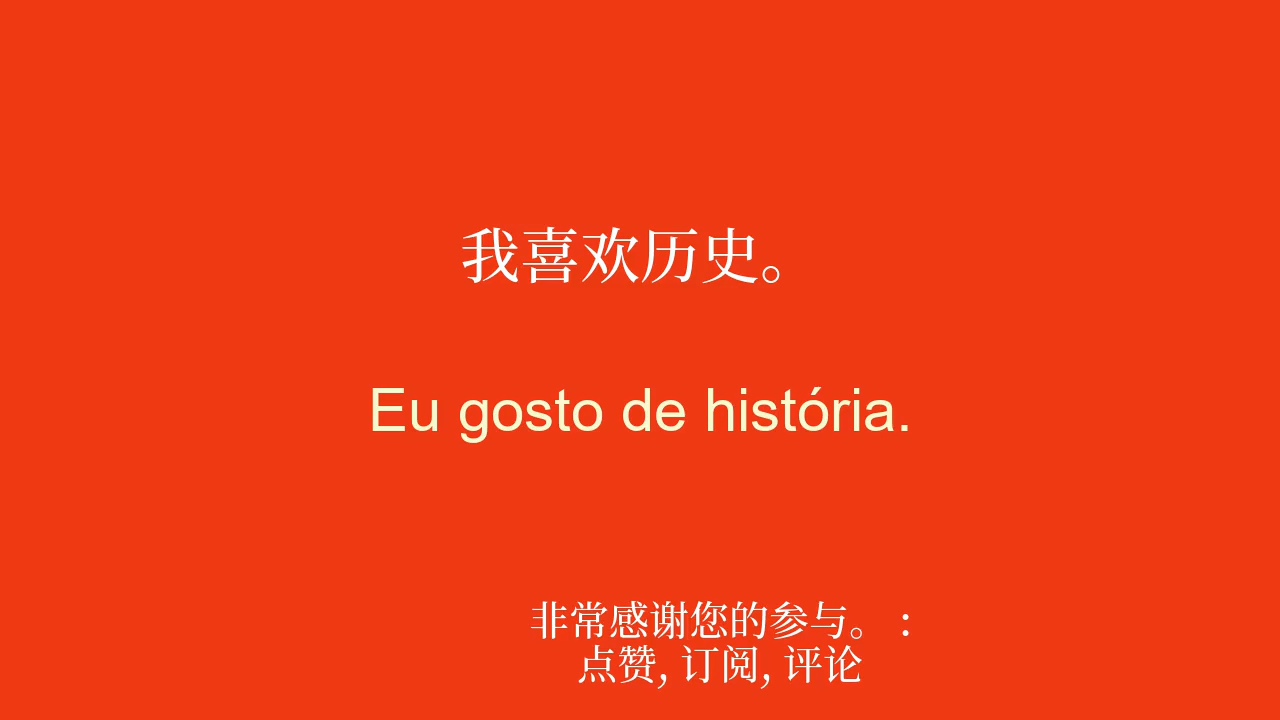 我喜欢历史。
Eu gosto de história.
非常感谢您的参与。 :
点赞, 订阅, 评论